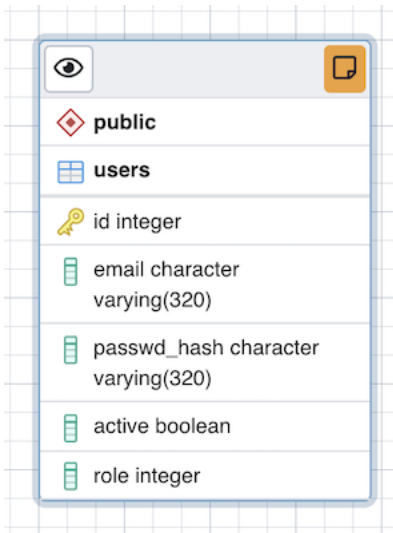 public
users
id integer
email character
varying(320)
passwd_hash character
varying(320)
active boolean
role integer